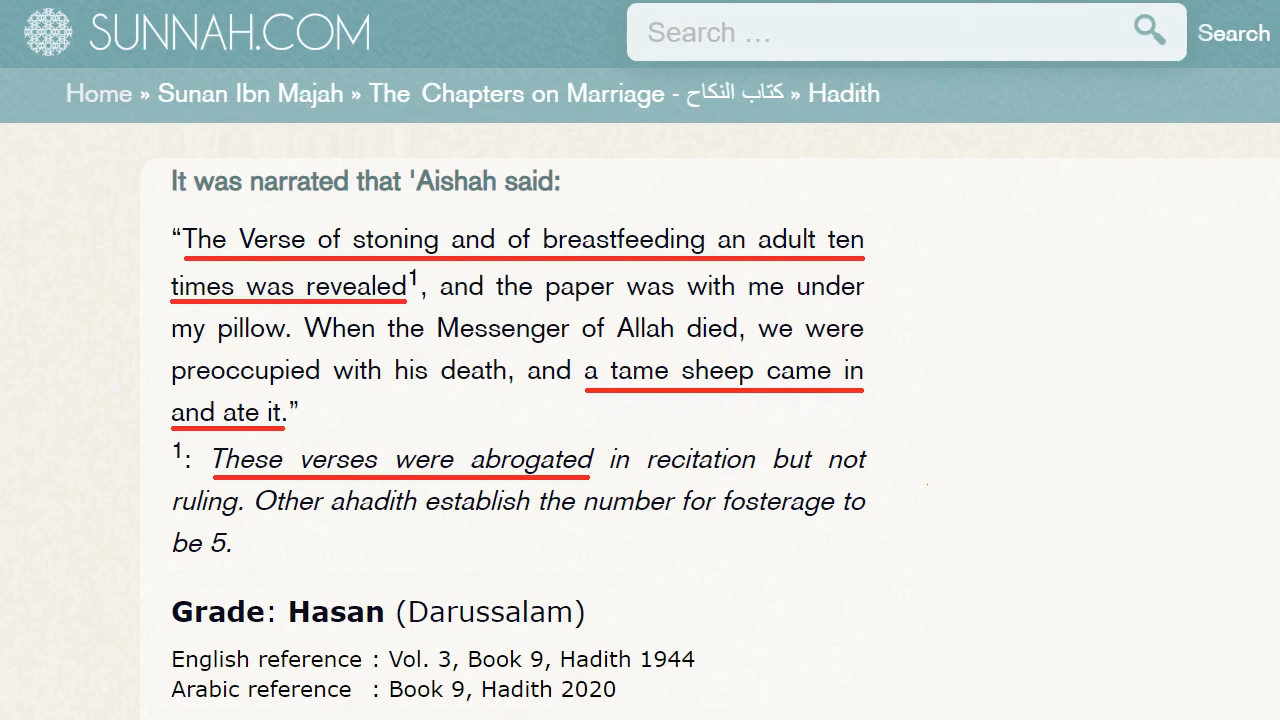 SUNNAH.COM
Search ...
Search
Home » Sunan Ibn Majah » The Chapters on Marriage - كتاب النكاح » Hadith
It was narrated that 'Aishah said:
“The Verse of stoning and of breastfeeding an adult ten
times was revealed¹, and the paper was with me under
my pillow. When the Messenger of Allah died, we were
preoccupied with his death, and a tame sheep came in
and ate it.”
¹: These verses were abrogated in recitation but not
ruling. Other ahadith establish the number for fosterage to
be 5.
Grade: Hasan (Darussalam)
English reference : Vol. 3, Book 9, Hadith 1944
Arabic reference : Book 9, Hadith 2020